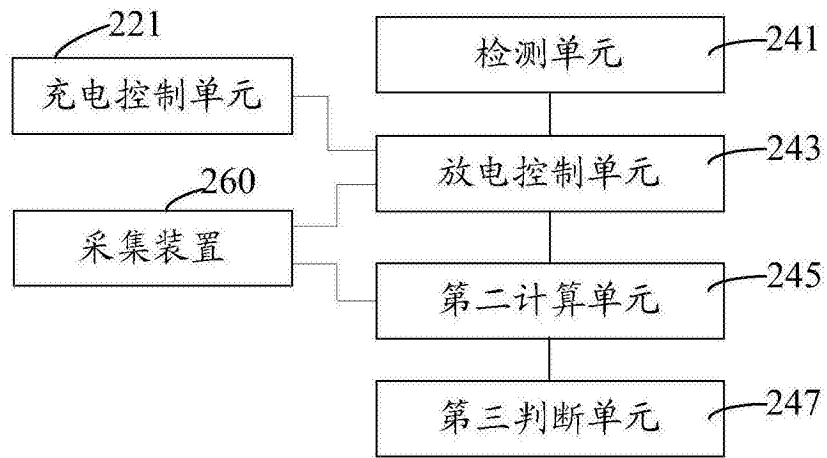 221
充电控制单元
检测单元
241
放电控制单元
243
260
采集装置
第二计算单元
245
第三判断单元
247